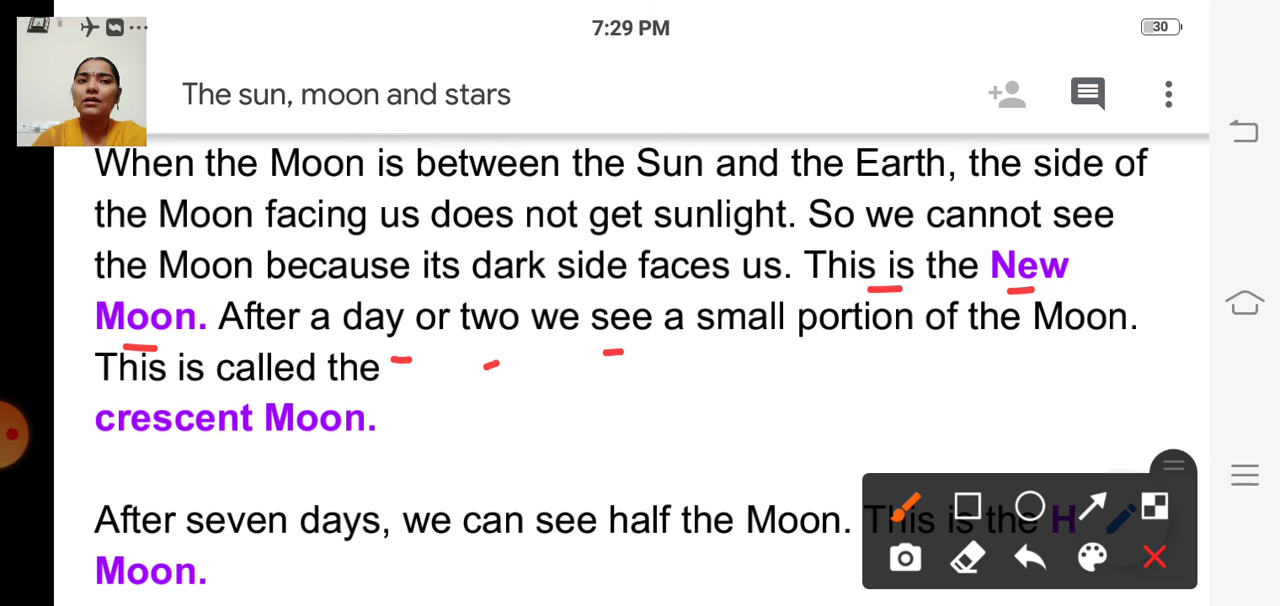 7:29 PM
30
The sun, moon and stars
When the Moon is between the Sun and the Earth, the side of
the Moon facing us does not get sunlight. So we cannot see
the Moon because its dark side faces us. This is the New
Moon. After a day or two we see a small portion of the Moon.
This is called the
crescent Moon.
After seven days, we can see half the Moon. This is the
Moon.